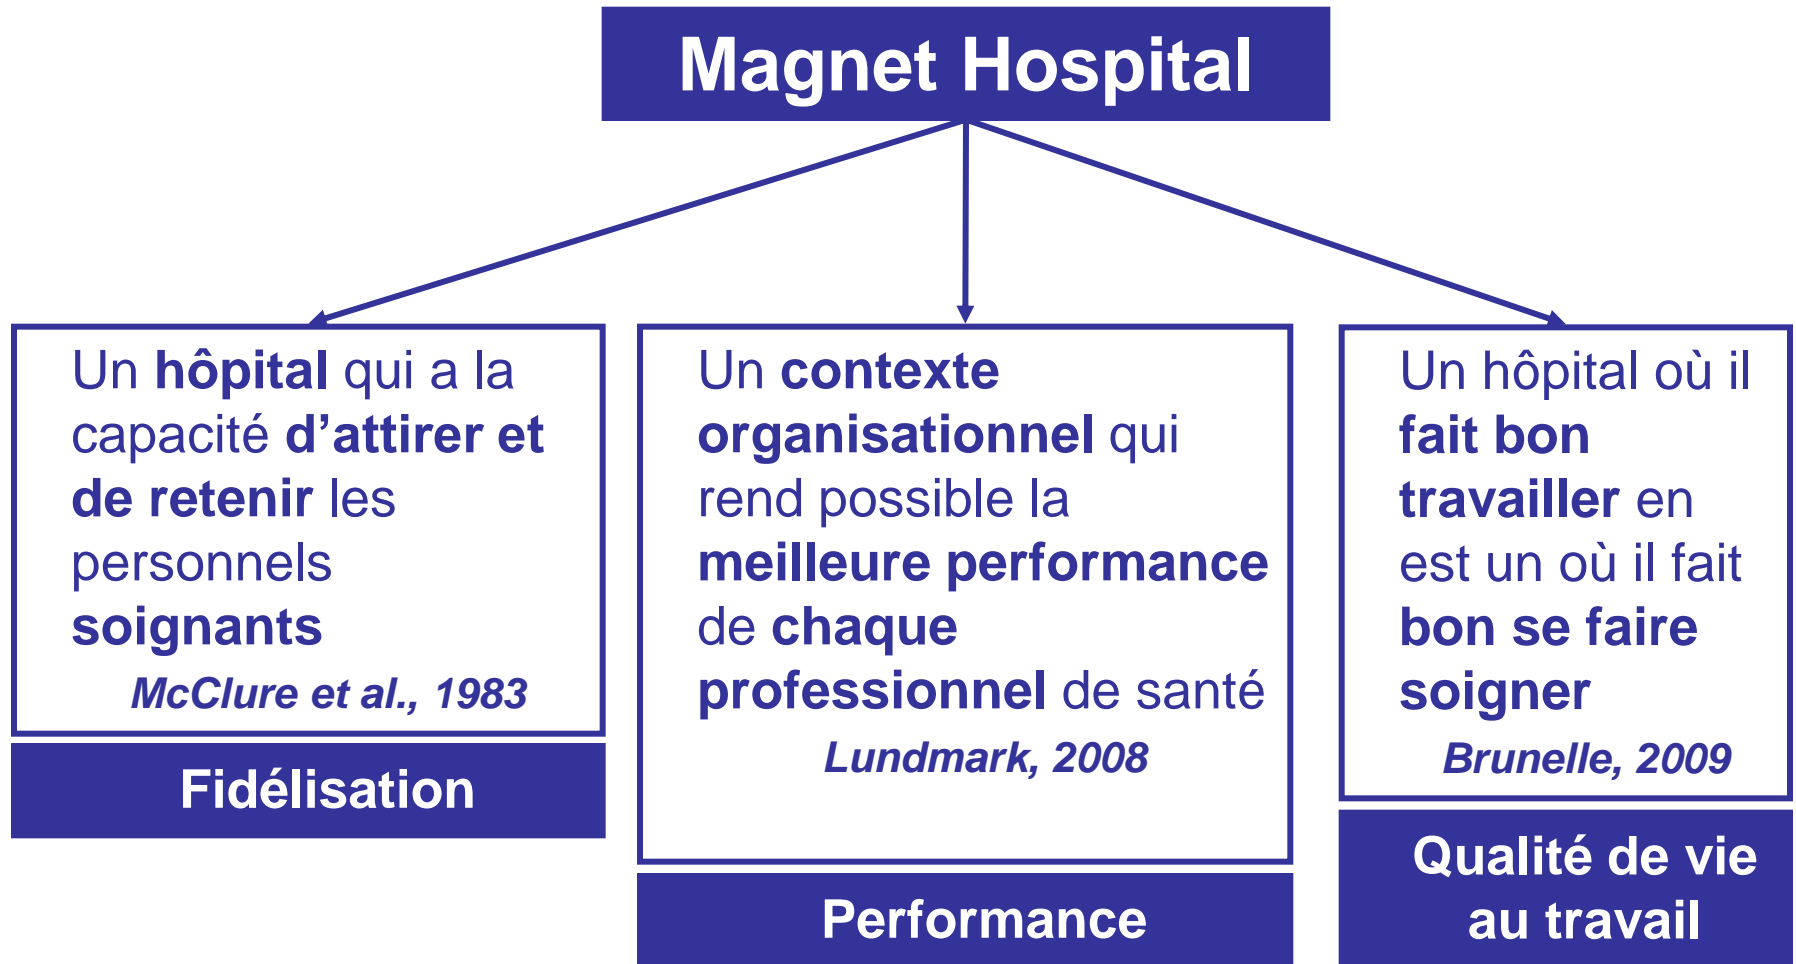 Magnet Hospital
Un hôpital qui a la
capacité d’attirer et
de retenir les
personnels
soignants
McClure et al., 1983
Fidélisation
Un contexte
organisationnel qui
rend possible la
meilleure performance
de chaque
professionnel de santé
Lundmark, 2008
Performance
Un hôpital où il
fait bon
travailler en
est un où il fait
bon se faire
soigner
Brunelle, 2009
Qualité de vie
au travail